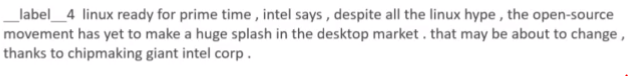 __label__4  linux ready for prime time , intel says , despite all the linux hype , the open-source
movement has yet to make a huge splash in the desktop market . that may be about to change ,
thanks to chipmaking giant intel corp .